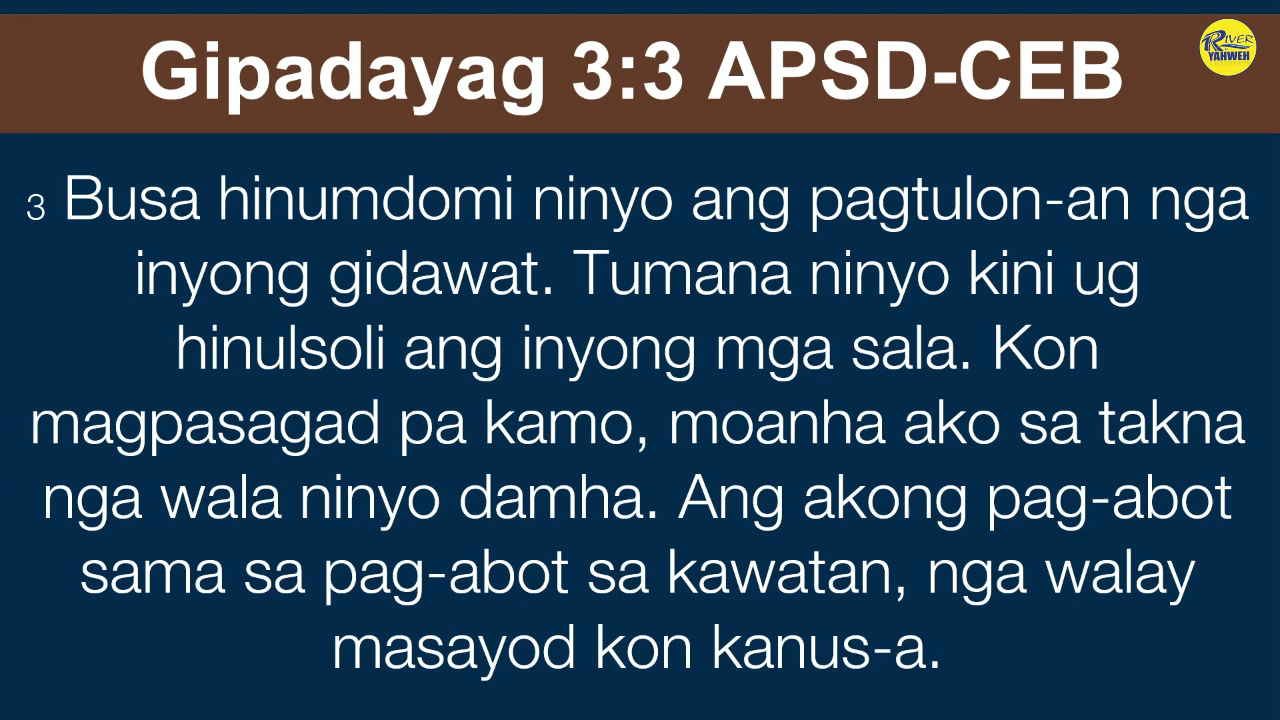 Gipadayag 3:3 APSD-CEB
RIVER
YAHWEH
3 Busa hinumdomi ninyo ang pagtulon-an nga
inyong gidawat. Tumana ninyo kini ug
hinulsoli ang inyong mga sala. Kon
magpasagad pa kamo, moanha ako sa takna
nga wala ninyo damha. Ang akong pag-abot
sama sa pag-abot sa kawatan, nga walay
masayod kon kanus-a.